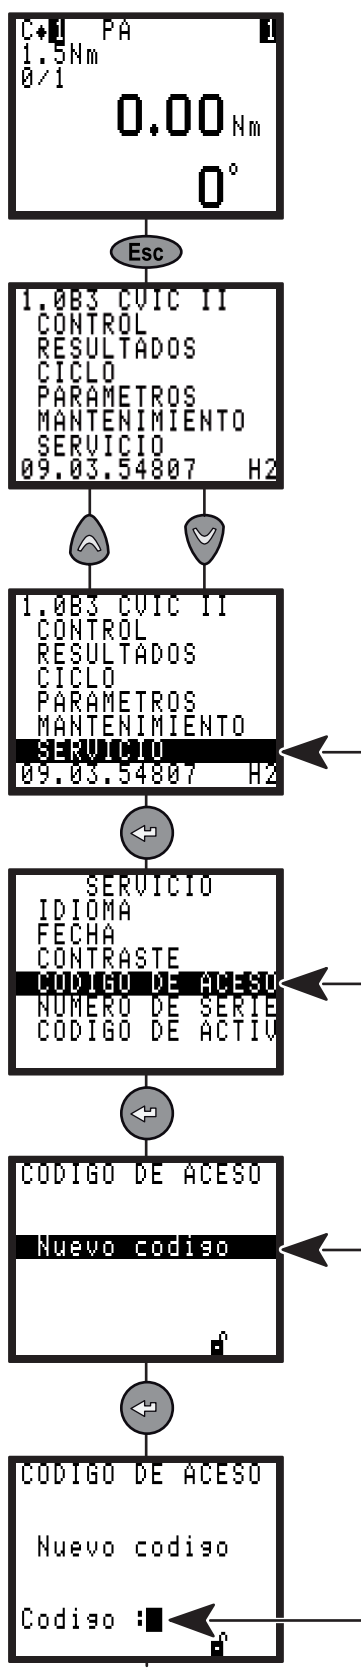 C♦1 PA 1
1.5Nm
0/1
0.00 Nm
0°
Esc
1.0B3 CVIC II
CONTROL
RESULTADOS
CICLO
PARAMETROS
MANTENIMIENTO
SERVICIO
09.03.54807 H2
1.0B3 CVIC II
CONTROL
RESULTADOS
CICLO
PARAMETROS
MANTENIMIENTO
SERVICIO
09.03.54807 H2
SERVICIO
IDIOMA
FECHA
CONTRASTE
CODIGO DE ACESO
NUMERO DE SERIE
CODIGO DE ACTIV
CODIGO DE ACESO
Nuevo codigo
CODIGO DE ACESO
Nuevo codigo
Codigo :